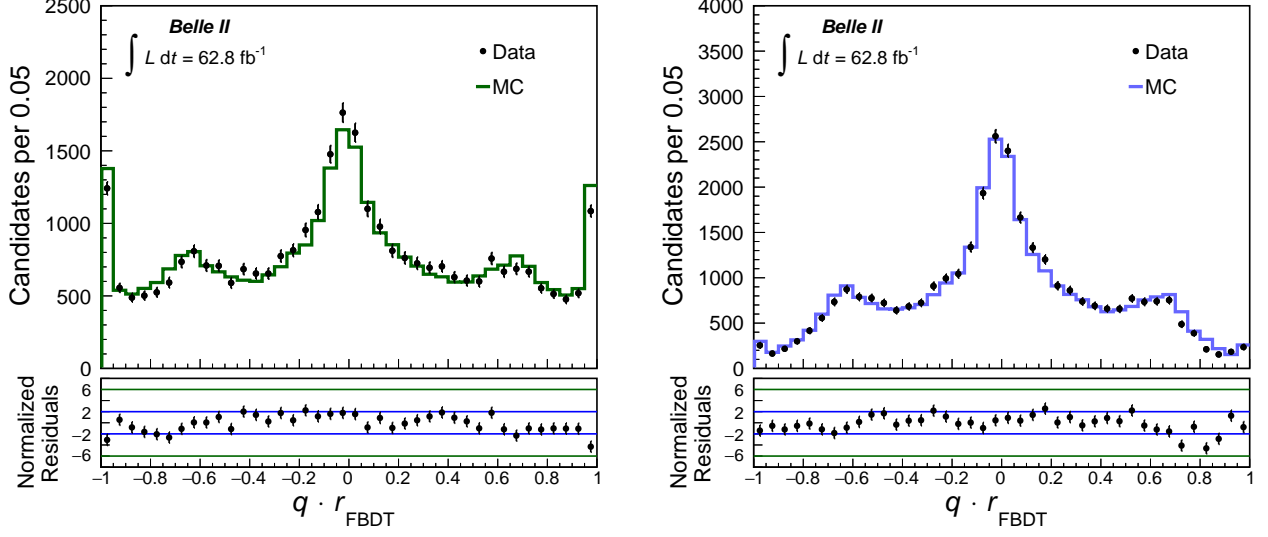 Belle II
∫ L dt = 62.8 fb⁻¹
Data
MC
Candidates per 0.05
2500
2000
1500
1000
500
0
Normalized
Residuals
6
2
−2
−6
−1 −0.8 −0.6 −0.4 −0.2 0 0.2 0.4 0.6 0.8 1
q · r FBDT
Belle II
∫ L dt = 62.8 fb⁻¹
Data
MC
Candidates per 0.05
4000
3500
3000
2500
2000
1500
1000
500
0
Normalized
Residuals
6
2
−2
−6
−1 −0.8 −0.6 −0.4 −0.2 0 0.2 0.4 0.6 0.8 1
q · r FBDT